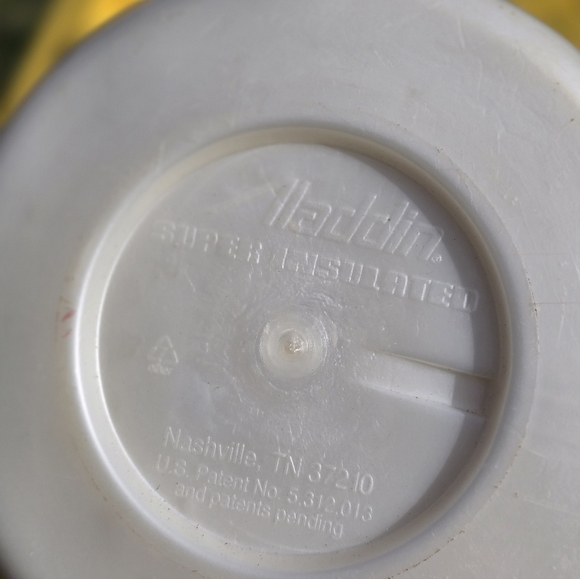 Aladdin®
SUPER INSULATED
Nashville, TN 37210
U.S. Patent No. 5,312,013
and patents pending